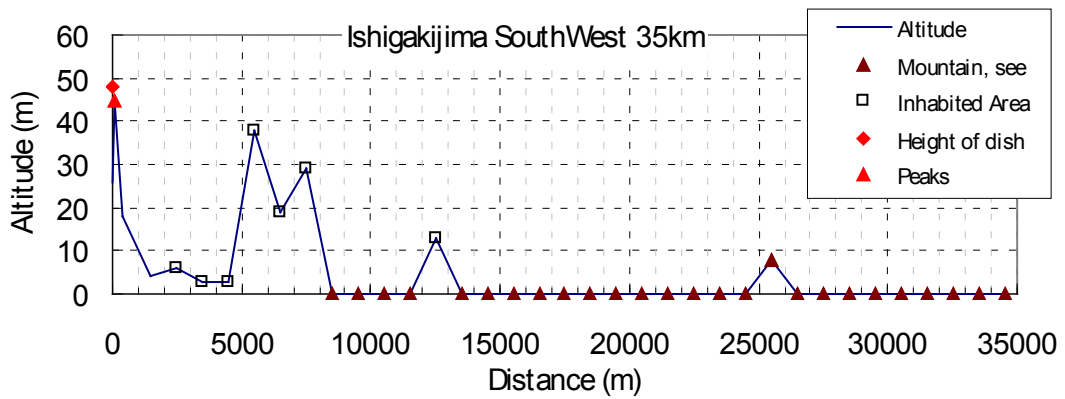 Ishigakijima SouthWest 35km
Altitude
Mountain, see
Inhabited Area
Height of dish
Peaks
Altitude (m)
60
50
40
30
20
10
0
0 5000 10000 15000 20000 25000 30000 35000
Distance (m)